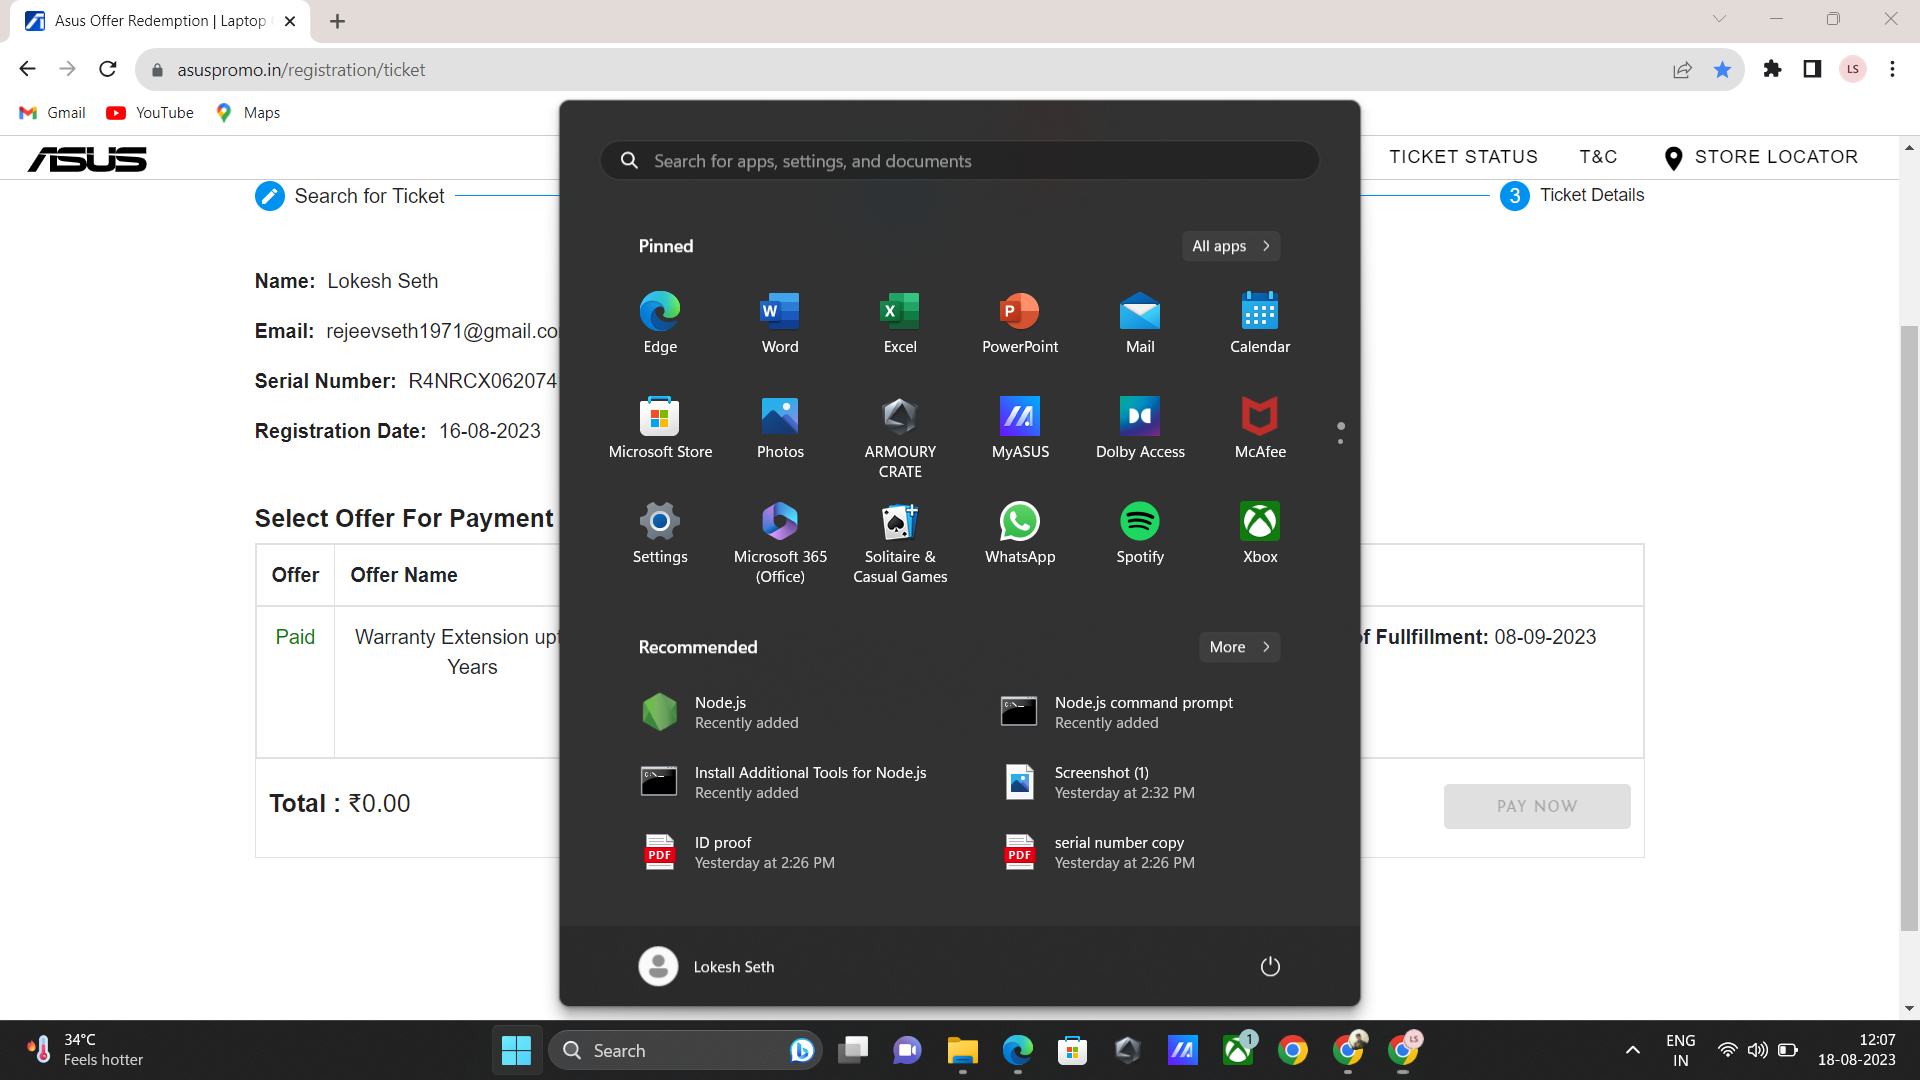 Asus Offer Redemption | Laptop
asuspromo.in/registration/ticket
LS
Gmail
YouTube
Maps
ASUS
TICKET STATUS
T&C
STORE LOCATOR
Search for Ticket
3
Ticket Details
Name: Lokesh Seth
Email: rejeevseth1971@gmail.co
Serial Number: R4NRCX062074
Registration Date: 16-08-2023
Select Offer For Payment
Offer
Offer Name
Paid
Warranty Extension upt
Years
f Fullfillment: 08-09-2023
Total : ₹0.00
PAY NOW
Search for apps, settings, and documents
Pinned
All apps
Edge
Word
Excel
PowerPoint
Mail
Calendar
Microsoft Store
Photos
ARMOURY
CRATE
MyASUS
Dolby Access
McAfee
Settings
Microsoft 365
(Office)
Solitaire &
Casual Games
WhatsApp
Spotify
Xbox
Recommended
More
Node.js
Recently added
Node.js command prompt
Recently added
Install Additional Tools for Node.js
Recently added
Screenshot (1)
Yesterday at 2:32 PM
PDF
ID proof
Yesterday at 2:26 PM
PDF
serial number copy
Yesterday at 2:26 PM
Lokesh Seth
34°C
Feels hotter
Search
1
LS
ENG
IN
12:07
18-08-2023